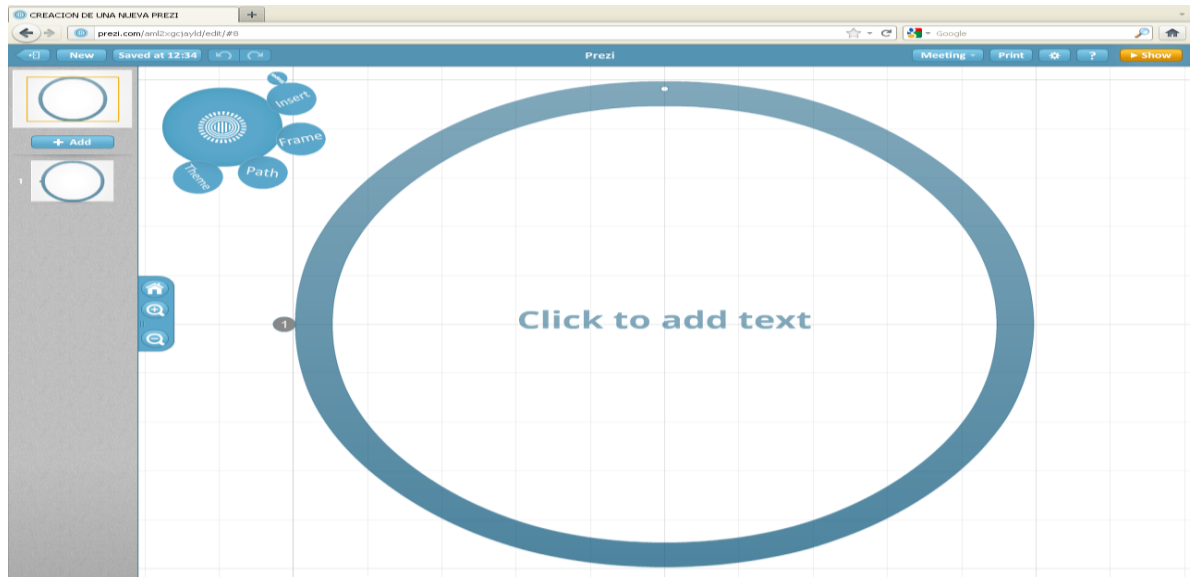 CREACION DE UNA NUEVA PREZI
prezi.com/aml2xgcjayld/edit/#0
Google
New Saved at 12:34 Prezi Meeting Print ? Show
Insert
Frame
Path
Theme
+ Add
1
1
Click to add text